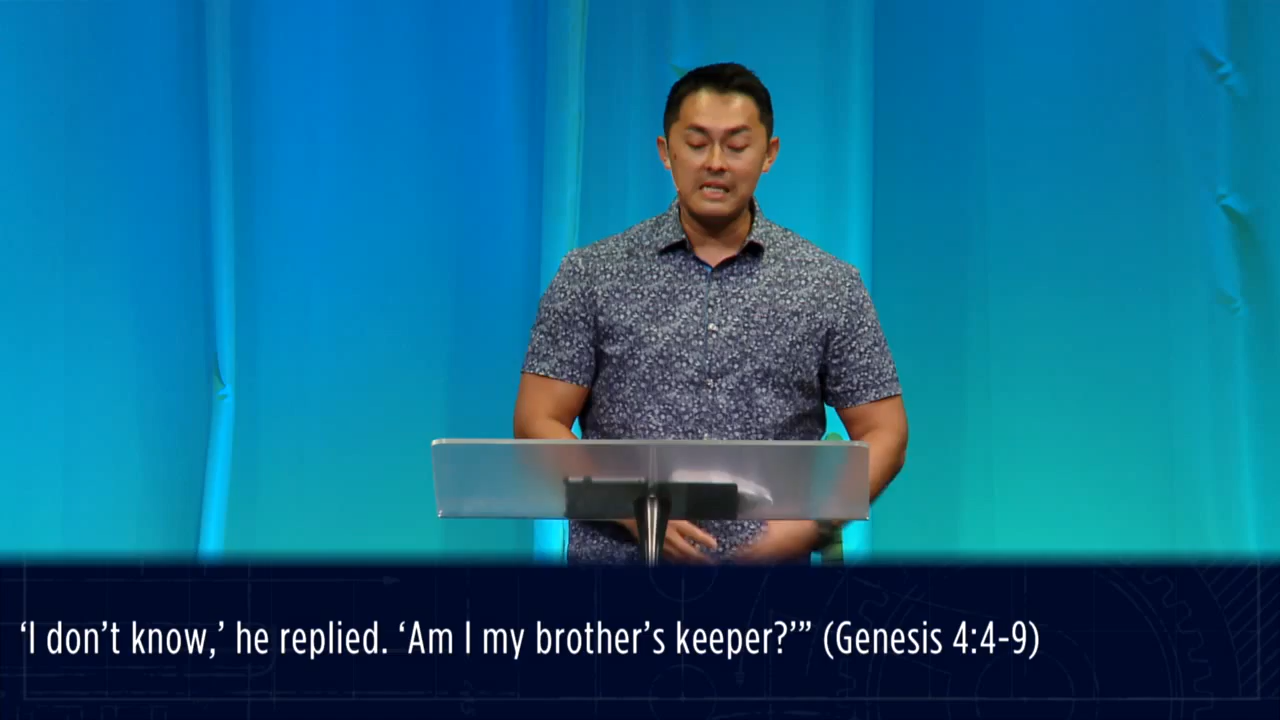 ‘I don’t know,’ he replied. ‘Am I my brother’s keeper?’” (Genesis 4:4-9)